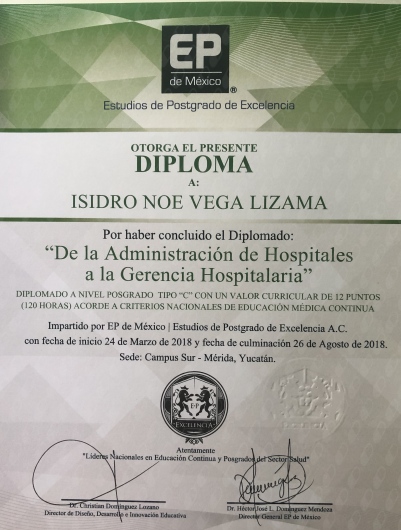 EP
de México
®
Estudios de Postgrado de Excelencia
OTORGA EL PRESENTE
DIPLOMA
A:
ISIDRO NOE VEGA LIZAMA
Por haber concluido el Diplomado:
“De la Administración de Hospitales
a la Gerencia Hospitalaria”
DIPLOMADO A NIVEL POSGRADO TIPO “C” CON UN VALOR CURRICULAR DE 12 PUNTOS
(120 HORAS) ACORDE A CRITERIOS NACIONALES DE EDUCACIÓN MÉDICA CONTINUA
Impartido por EP de México | Estudios de Postgrado de Excelencia A.C.
con fecha de inicio 24 de Marzo de 2018 y fecha de culminación 26 de Agosto de 2018.
Sede: Campus Sur - Mérida, Yucatán.
EP
EXCELENCIA
Atentamente
"Líderes Nacionales en Educación Continua y Posgrados del Sector Salud"
Dr. Christian Domínguez Lozano
Director de Diseño, Desarrollo e Innovación Educativa
Dr. Héctor José L. Domínguez Mendoza
Director General EP de México